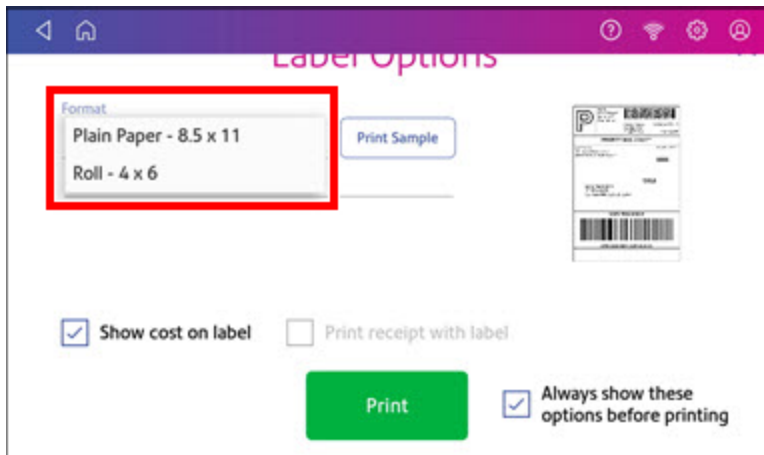 Label Options
Format
Plain Paper - 8.5 x 11
Roll - 4 x 6
Print Sample
P
Show cost on label
Print receipt with label
Print
Always show these
options before printing